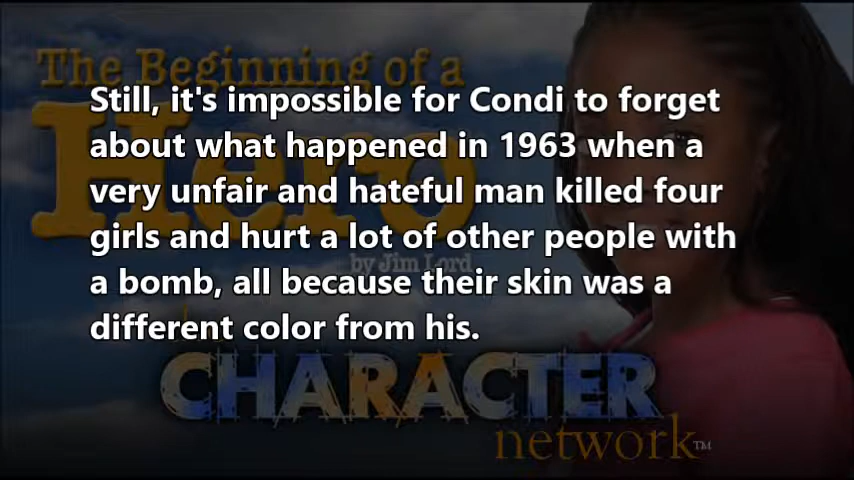 The Beginning of a
Hero
by Jim Lord
Still, it's impossible for Condi to forget
about what happened in 1963 when a
very unfair and hateful man killed four
girls and hurt a lot of other people with
a bomb, all because their skin was a
different color from his.
CHARACTER
network™